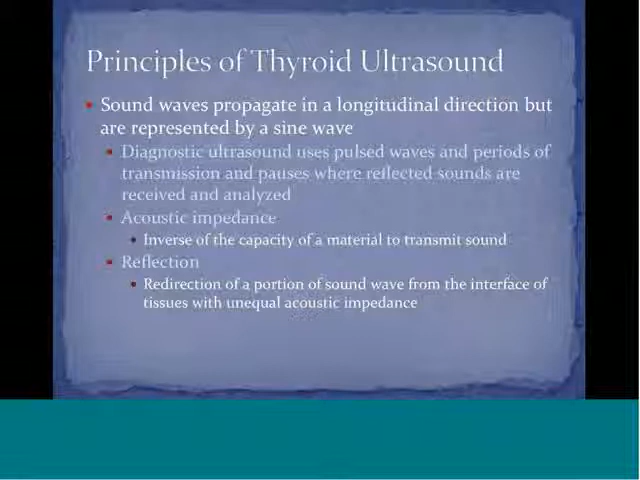 Principles of Thyroid Ultrasound
Sound waves propagate in a longitudinal direction but
are represented by a sine wave
Diagnostic ultrasound uses pulsed waves and periods of
transmission and pauses where reflected sounds are
received and analyzed
Acoustic impedance
Inverse of the capacity of a material to transmit sound
Reflection
Redirection of a portion of sound wave from the interface of
tissues with unequal acoustic impedance